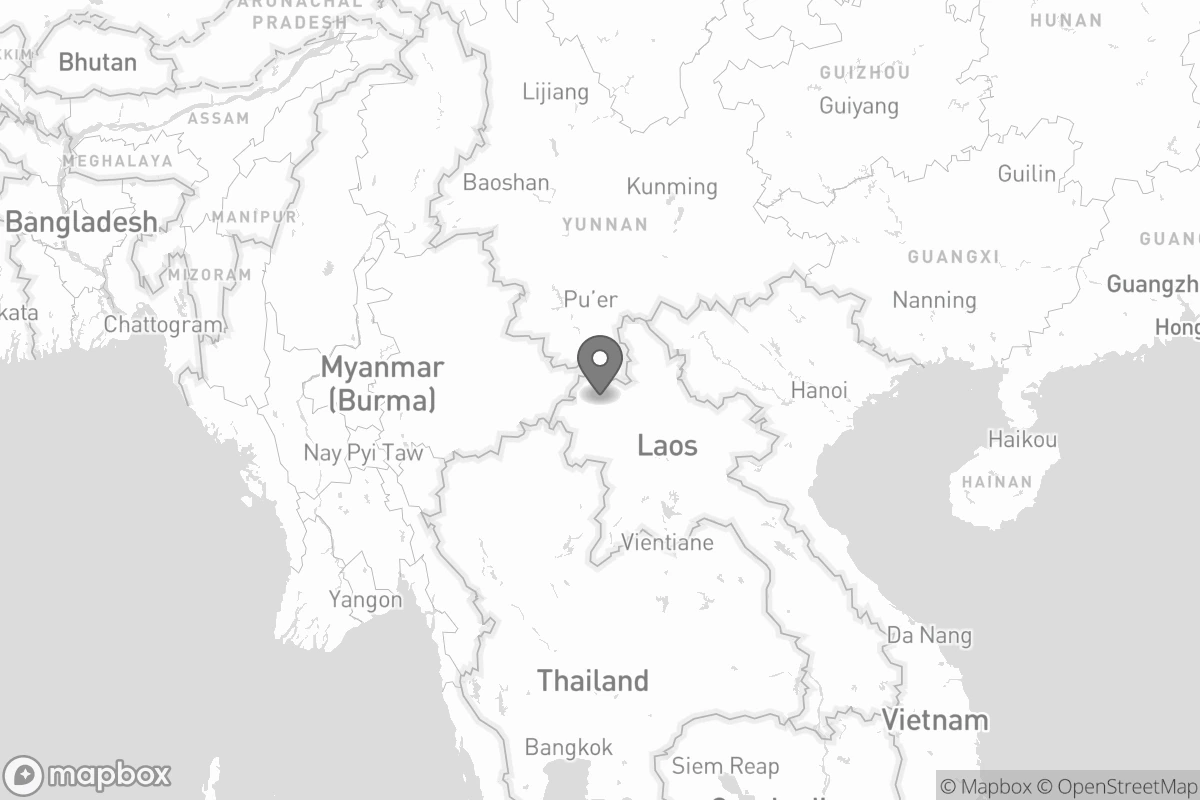 ARUNACHAL
PRADESH
HUNAN
KKIM
Bhutan
GUIZHOU
Lijiang
Guiyang
ASSAM
MEGHALAYA
Guilin
Baoshan
Kunming
Bangladesh
MANIPUR
YUNNAN
GUANG
GUANGXI
MIZORAM
Guangzh
Pu'er
Nanning
kata
Chattogram
Hong
Myanmar
(Burma)
Hanoi
Haikou
Laos
Nay Pyi Taw
HAINAN
Vientiane
Yangon
Da Nang
Thailand
Vietnam
Bangkok
Siem Reap
mapbox
© Mapbox © OpenStreetMap